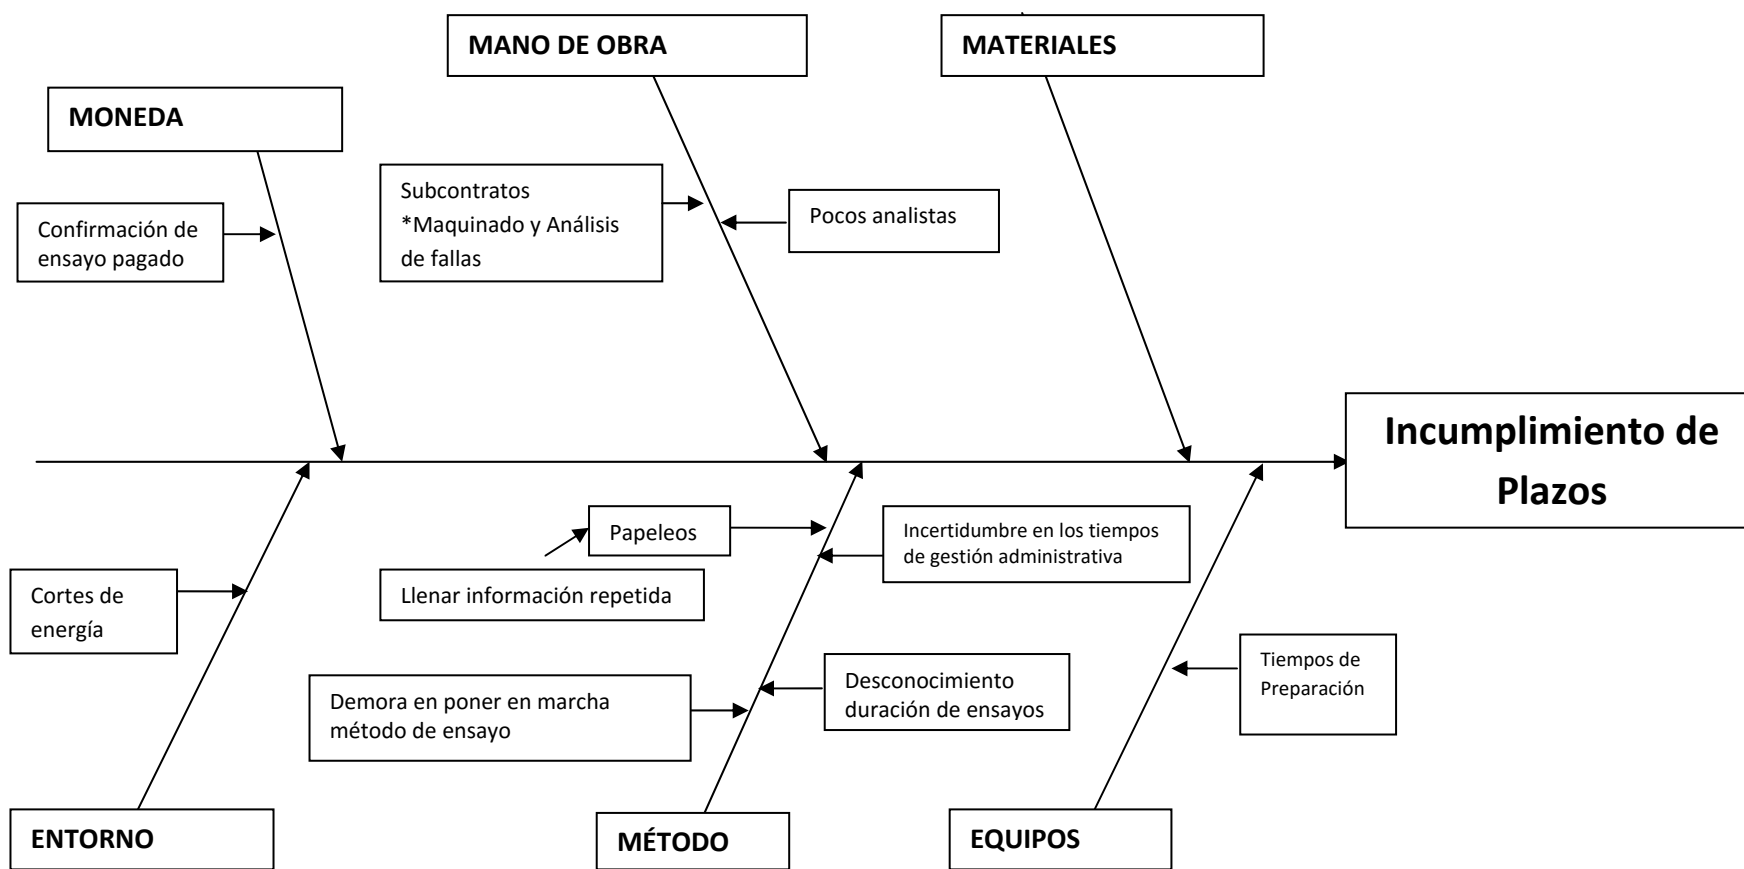 MANO DE OBRA
MATERIALES
MONEDA
Subcontratos
*Maquinado y Análisis
de fallas
Pocos analistas
Confirmación de
ensayo pagado
Incumplimiento de
Plazos
Papeleos
Incertidumbre en los tiempos
de gestión administrativa
Cortes de
energía
Llenar información repetida
Tiempos de
Preparación
Desconocimiento
duración de ensayos
Demora en poner en marcha
método de ensayo
ENTORNO
MÉTODO
EQUIPOS